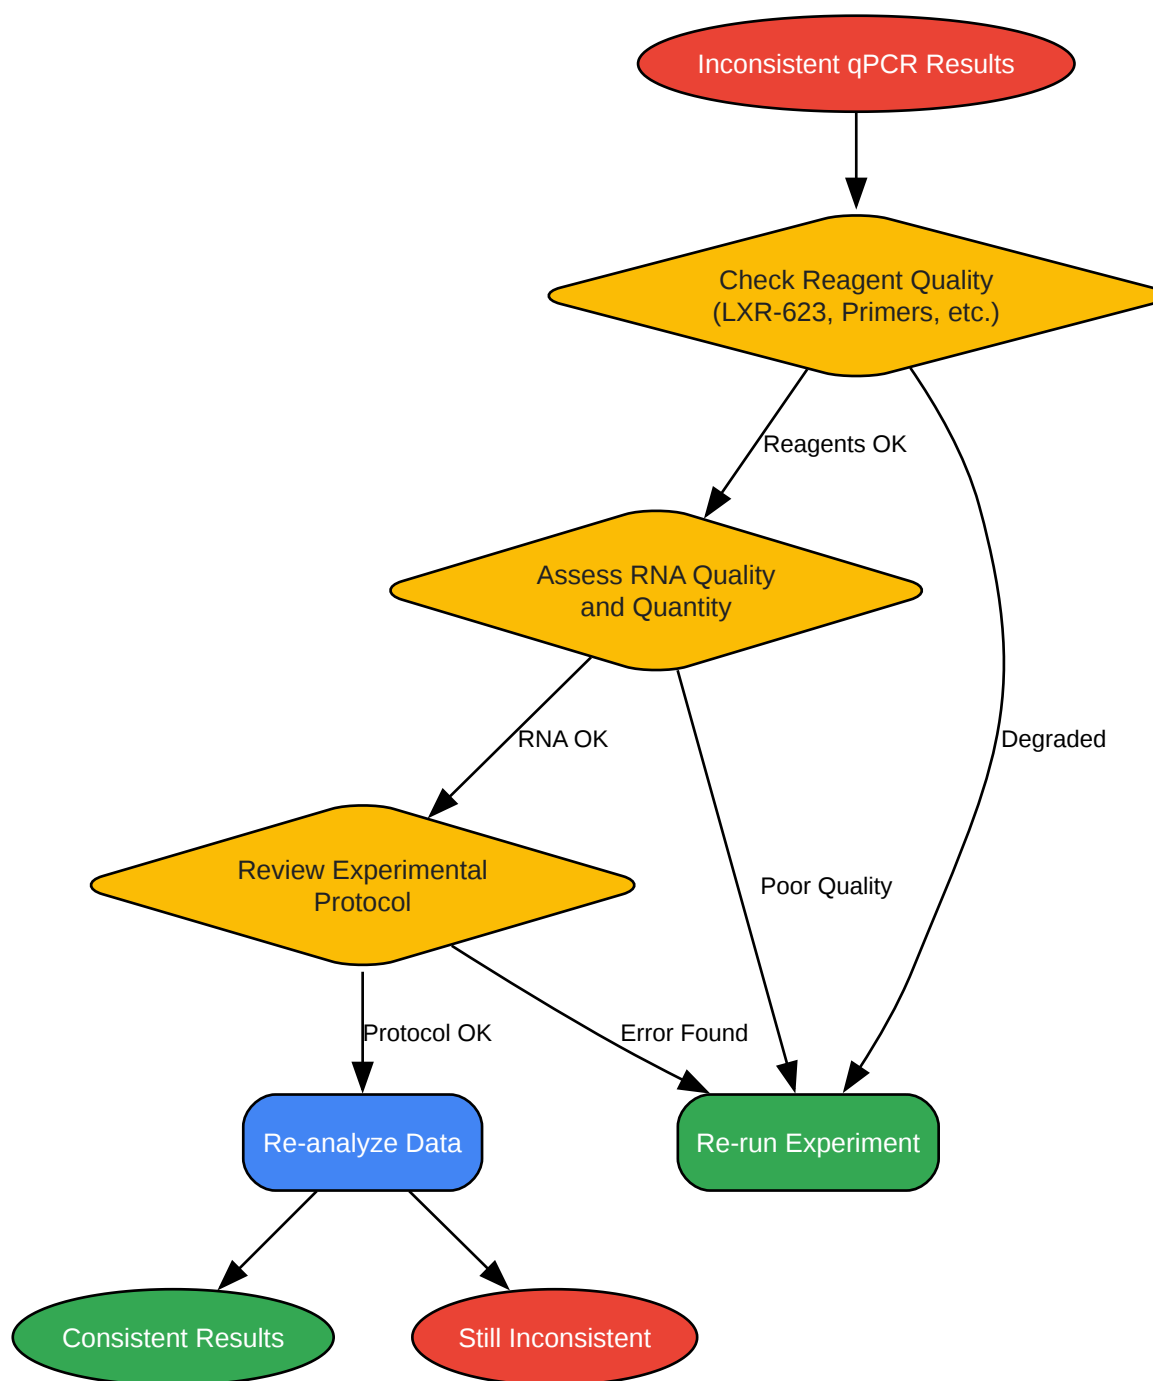 Inconsistent qPCR Results
Check Reagent Quality
(LXR-623, Primers, etc.)
Reagents OK
Assess RNA Quality
and Quantity
RNA OK
Degraded
Review Experimental
Protocol
Poor Quality
Protocol OK
Error Found
Re-analyze Data
Re-run Experiment
Consistent Results
Still Inconsistent